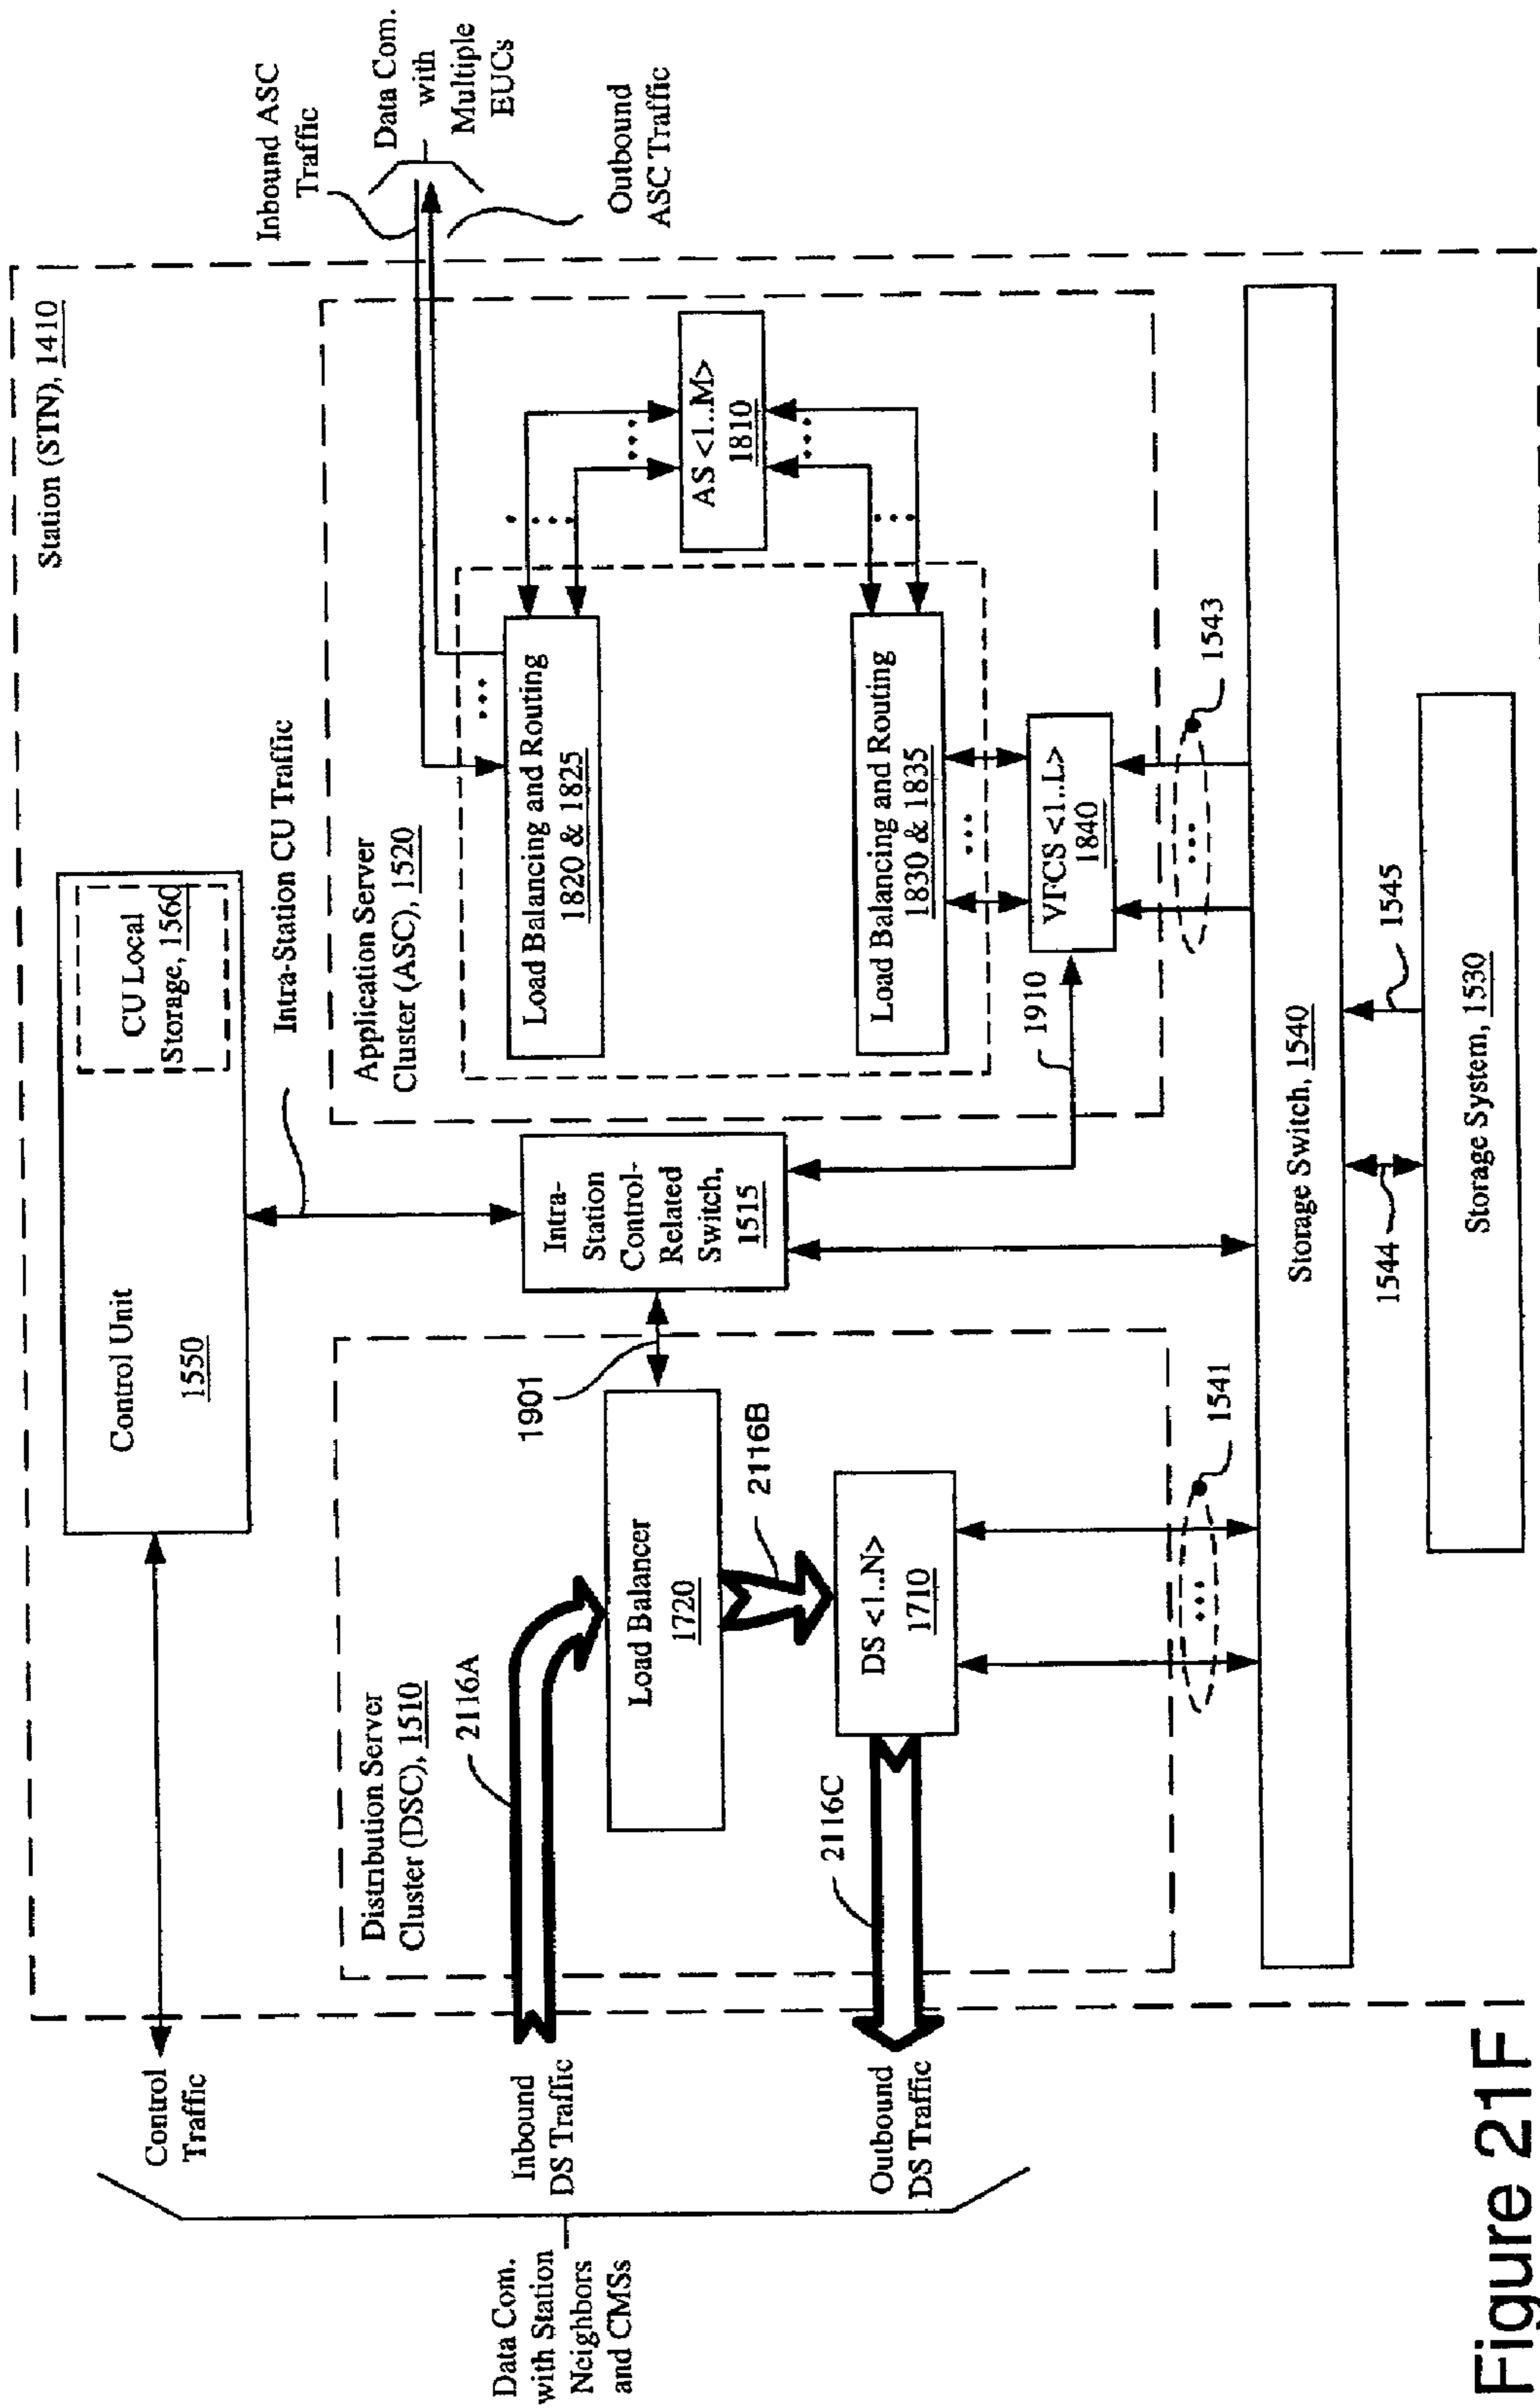 Station (STN), 1410
Control Unit
1550
CU Local
Storage, 1560
Control
Traffic
Intra-Station CU Traffic
Inbound ASC
Traffic
Data Com.
with
Multiple
EUCs
Outbound
ASC Traffic
Distribution Server
Cluster (DSC), 1510
2116A
Inbound
DS Traffic
Load Balancer
1720
1901
2116B
DS <1..N>
1710
2116C
Outbound
DS Traffic
Data Com.
with Station
Neighbors
and CMSs
Intra-
Station
Control-
Related
Switch,
1515
Application Server
Cluster (ASC), 1520
Load Balancing and Routing
1820 & 1825
AS <1..M>
1810
Load Balancing and Routing
1830 & 1835
1910
VFCS <1..L>
1840
1541
1543
Storage Switch, 1540
1544
1545
Storage System, 1530
Figure 21F